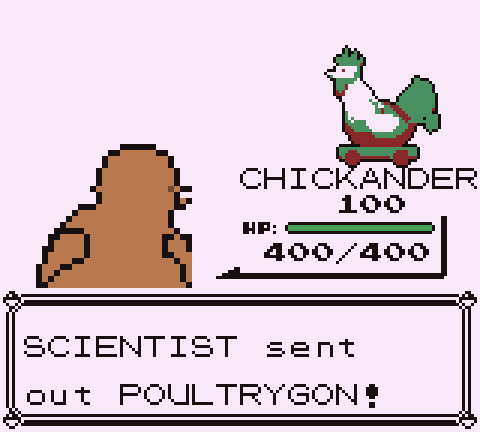 CHICKANDER
100
HP:
400/400
SCIENTIST sent
out POULTRYGON!